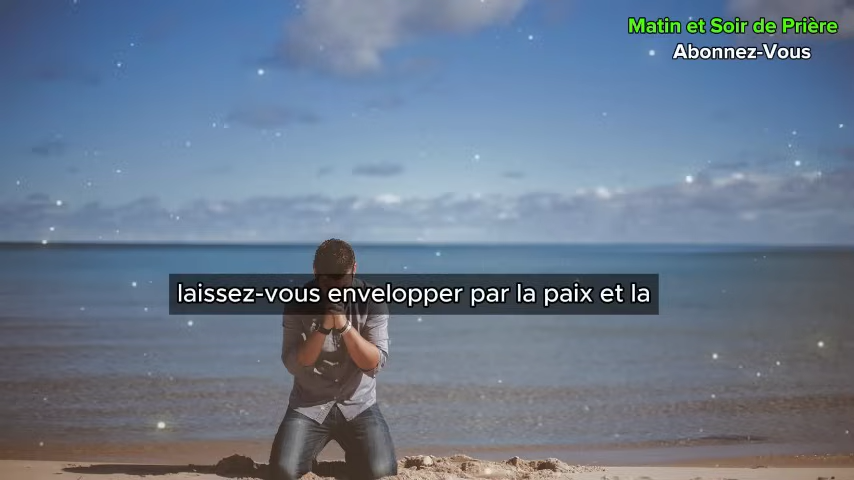 Matin et Soir de Prière
Abonnez-Vous
laissez-vous envelopper par la paix et la